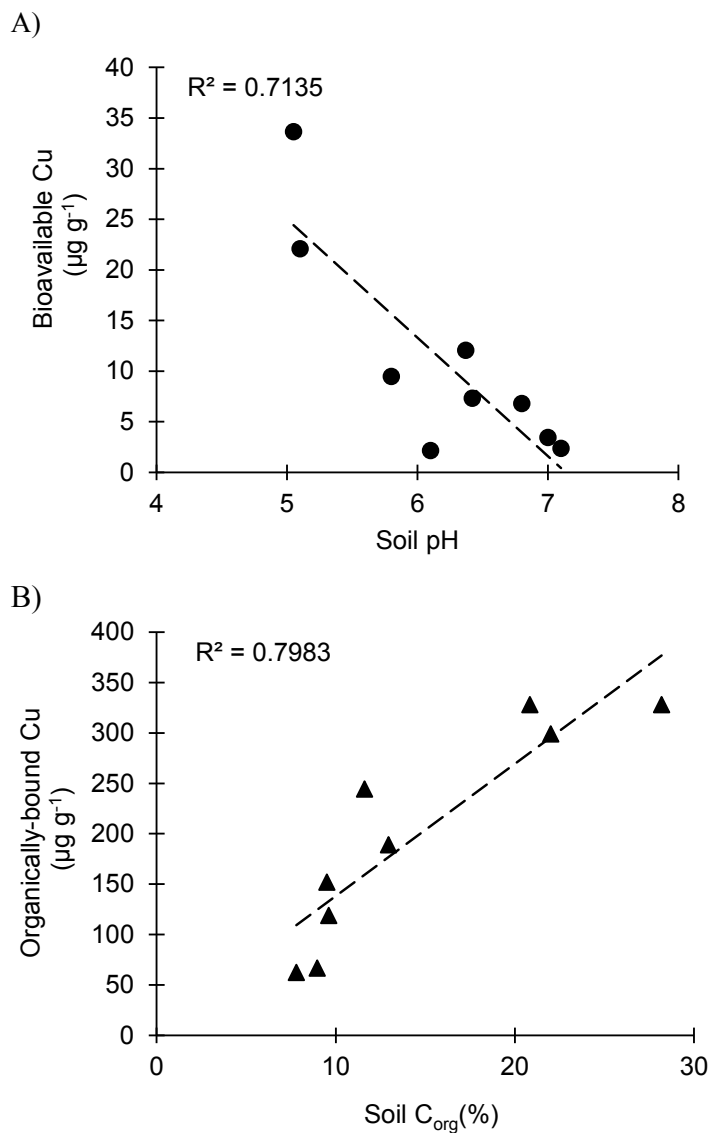 A)
R² = 0.7135
40
35
30
25
20
15
10
5
0
Bioavailable Cu
(µg g⁻¹)
4 5 6 7 8
Soil pH
B)
R² = 0.7983
400
350
300
250
200
150
100
50
0
Organically-bound Cu
(µg g⁻¹)
0 10 20 30
Soil Corg(%)